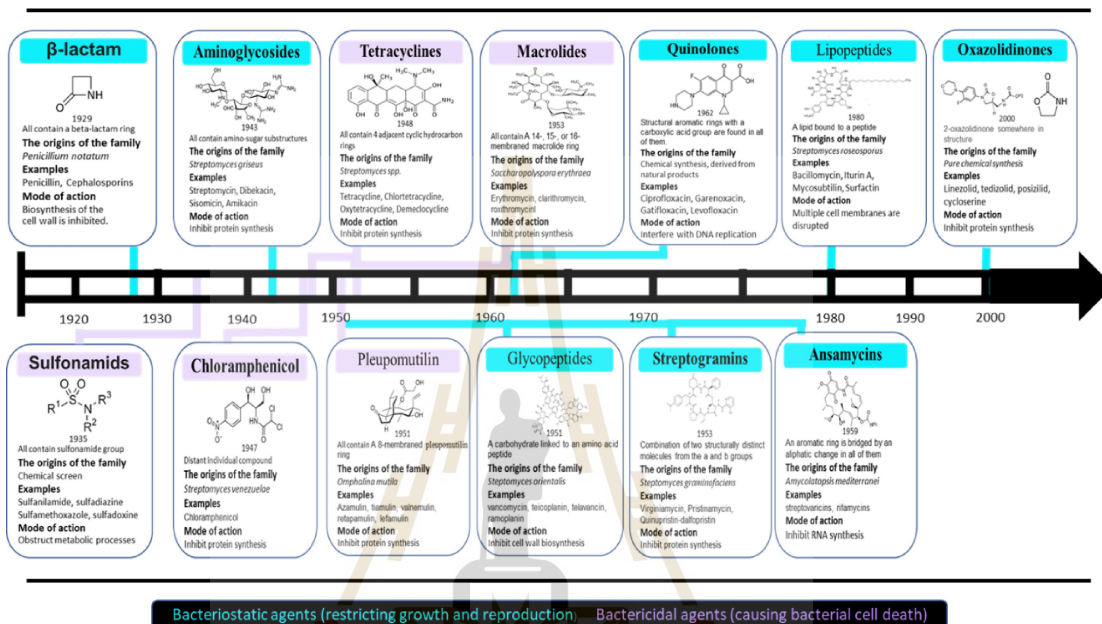 β-lactam
1929
All contain a beta-lactam ring
The origins of the family
Penicillium notatum
Examples
Penicillin, Cephalosporins
Mode of action
Biosynthesis of the
cell wall is inhibited.
Aminoglycosides
1943
All contain amino-sugar substructures
The origins of the family
Streptomyces griseus
Examples
Streptomycin, Dibekacin,
Sisomicin, Amikacin
Mode of action
Inhibit protein synthesis
Tetracyclines
1948
All contain 4 adjacent cyclic hydrocarbon
rings
The origins of the family
Streptomyces spp.
Examples
Tetracycline, Chlortetracycline,
Oxytetracycline, Demeclocycline
Mode of action
Inhibit protein synthesis
Macrolides
1953
All contain A 14-, 15-, or 16-
membraned macrolide ring
The origins of the family
Saccharopolyspora erythraea
Examples
Erythromycin, clarithromycin,
roxithromycinl
Mode of action
Inhibit protein synthesis
Quinolones
1962
Structural aromatic rings with a
carboxylic acid group are found in all
of them.
The origins of the family
Chemical synthesis, derived from
natural products
Examples
Ciprofloxacin, Garenoxacin,
Gatifloxacin, Levofloxacin
Mode of action
Interfere with DNA replication
Lipopeptides
1980
A lipid bound to a peptide
The origins of the family
Streptomyces roseosporus
Examples
Bacillomycin, Iturin A,
Mycosubtilin, Surfactin
Mode of action
Multiple cell membranes are
disrupted
Oxazolidinones
2000
2-oxazolidinone somewhere in
structure
The origins of the family
Pure chemical synthesis
Examples
Linezolid, tedizolid, posizilid,
cycloserine
Mode of action
Inhibit protein synthesis
1920 1930 1940 1950 1960 1970 1980 1990 2000
Sulfonamids
1935
All contain sulfonamide group
The origins of the family
Chemical screen
Examples
Sulfanilamide, sulfadiazine
Sulfamethoxazole, sulfadoxine
Mode of action
Obstruct metabolic processes
Chloramphenicol
1947
Distant individual compound
The origins of the family
Streptomyces venezuelae
Examples
Chloramphenicol
Mode of action
Inhibit protein synthesis
Pleupomutilin
1951
All contain A 8-membraned
ring
The origins of the family
Omphalina mutila
Examples
Azamulin, tiamulin, valnemulin,
retapamulin, lefamulin
Mode of action
Inhibit protein synthesis
Glycopeptides
1951
A carbohydrate linked to an amino acid
peptide
The origins of the family
Steptomyces orientalis
Examples
vancomycin, teicoplanin, telavancin,
ramoplanin
Mode of action
Inhibit cell wall biosynthesis
Streptogramins
1953
Combination of two structurally distinct
molecules from the a and b groups
The origins of the family
Steptomyces graminofaciens
Examples
Virginiamycin, Pristinamycin,
Quinupristin-dalfopristin
Mode of action
Inhibit protein synthesis
Ansamycins
1959
An aromatic ring is bridged by an
aliphatic change in all of them
The origins of the family
Amycolatopsis mediterranei
Examples
streptovaricins, rifamycins
Mode of action
Inhibit RNA synthesis
Bacteriostatic agents (restricting growth and reproduction Bactericidal agents (causing bacterial cell death)